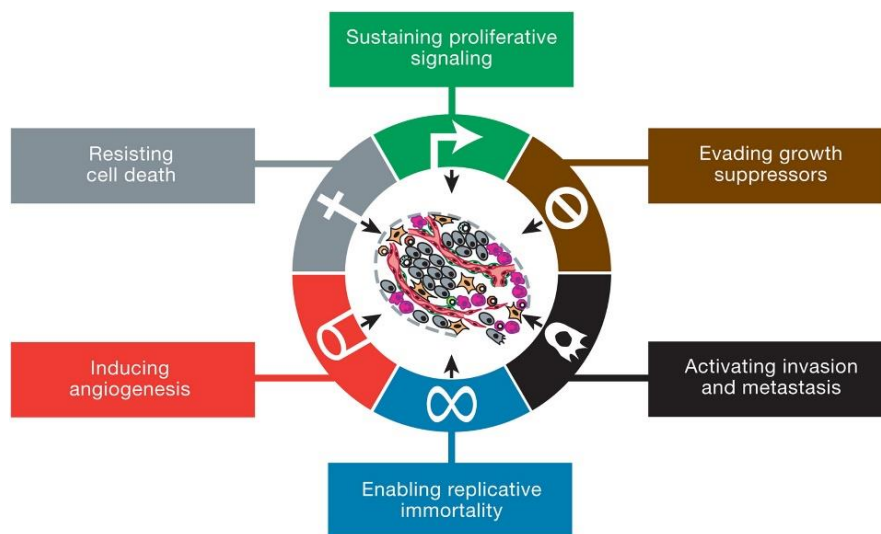 Sustaining proliferative
signaling
Resisting
cell death
Evading growth
suppressors
Inducing
angiogenesis
Activating invasion
and metastasis
Enabling replicative
immortality